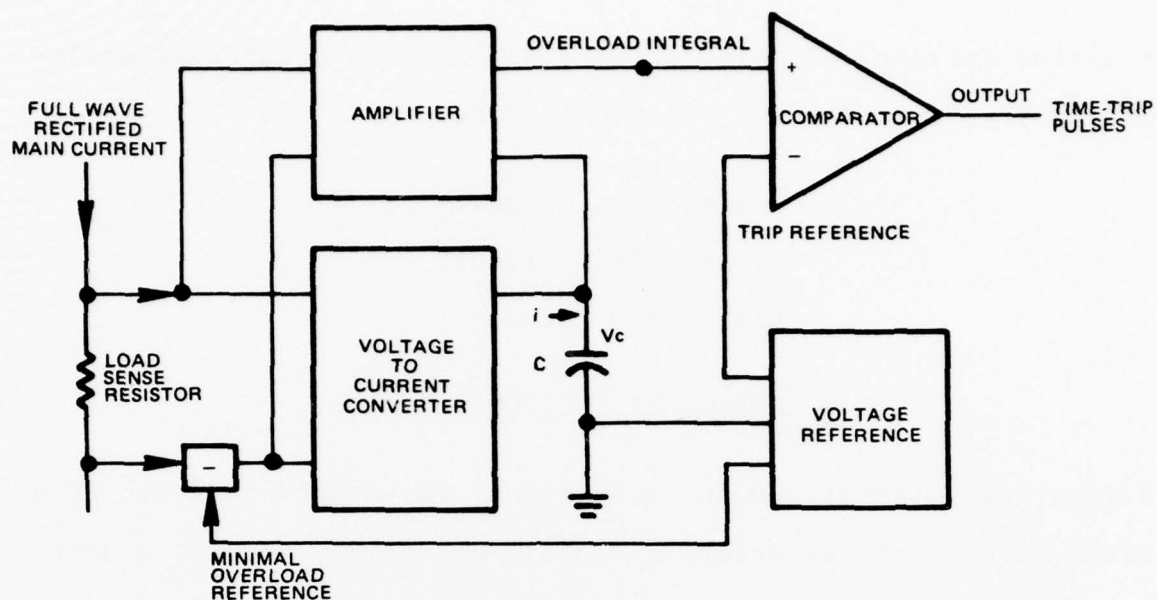 OVERLOAD INTEGRAL
AMPLIFIER
+
COMPARATOR
−
OUTPUT
TIME-TRIP
PULSES
FULL WAVE
RECTIFIED
MAIN CURRENT
TRIP REFERENCE
LOAD
SENSE
RESISTOR
VOLTAGE
TO
CURRENT
CONVERTER
i
Vc
C
VOLTAGE
REFERENCE
−
MINIMAL
OVERLOAD
REFERENCE